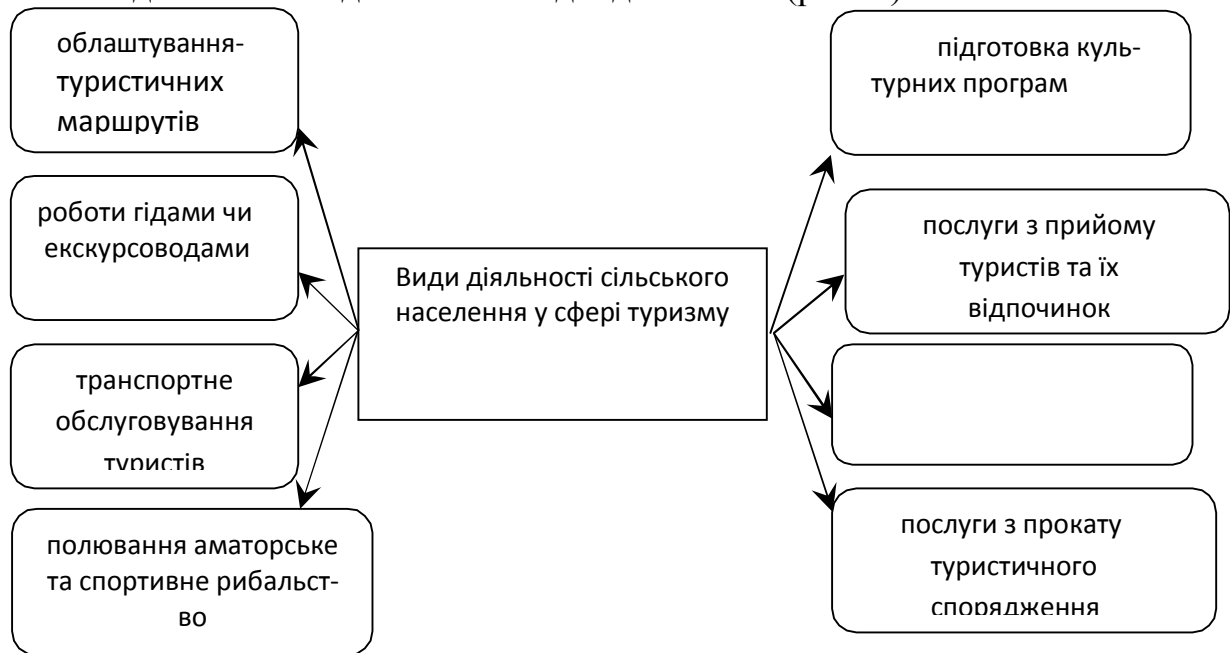 облаштування-
туристичних
маршрутів
роботи гідами чи
екскурсоводами
транспортне
обслуговування
туристів
полювання аматорське
та спортивне рибальст-
во
Види діяльності сільського
населення у сфері туризму
підготовка куль-
турних програм
послуги з прийому
туристів та їх
відпочинок
послуги з прокату
туристичного
спорядження